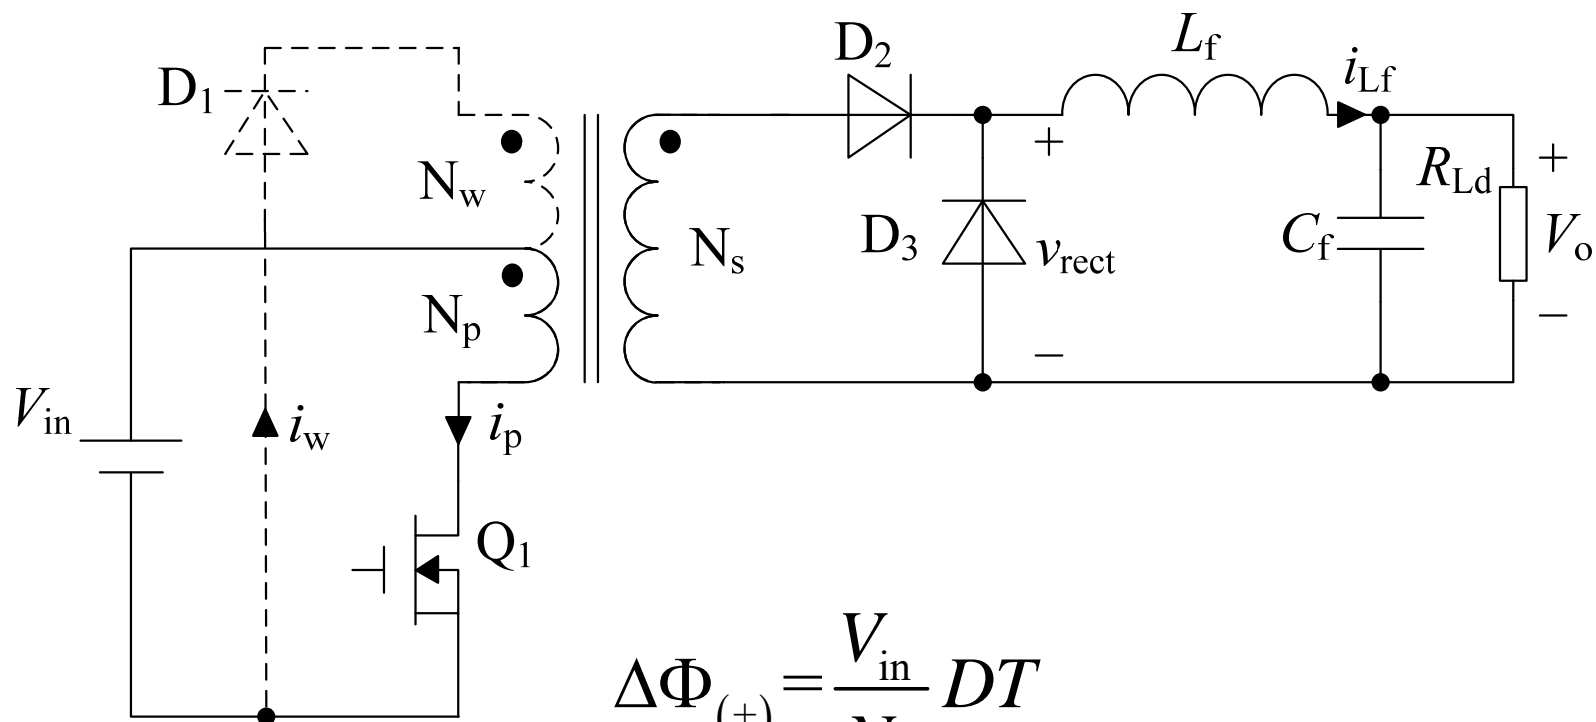 D2
Lf
iLf
D1
+
Nw
RLd
+
Ns
D3
vrect
Cf
Vo
Np
−
−
Vin
iw
ip
Q1
ΔΦ(+) = Vin DT